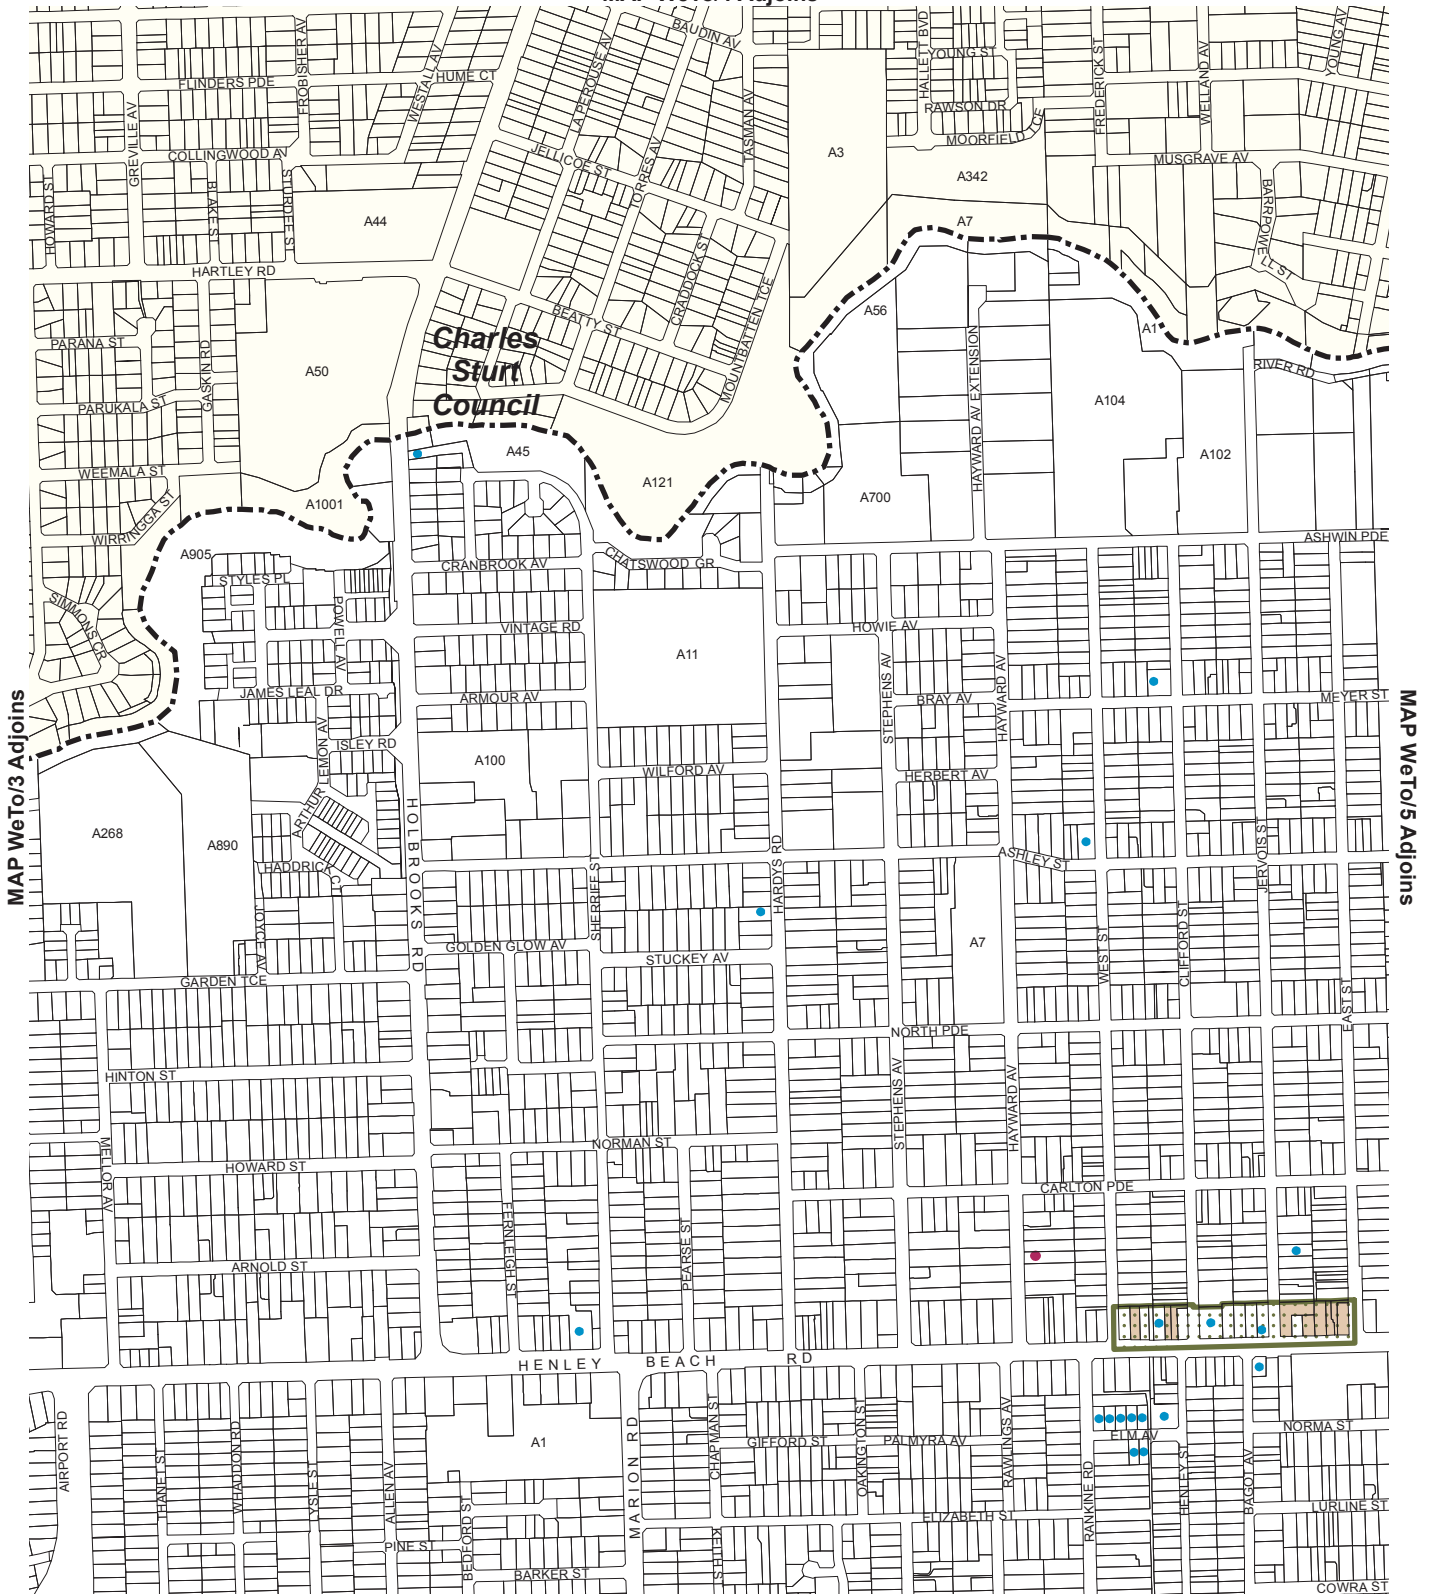 BAUDIN AV
FLINDERS PDE
FROBISHER AV
WESTALL AV
HUME CT
LA PEROUSE AV
TASMAN AV
HALLETT BVD
YOUNG ST
FREDERICK ST
WELLAND AV
YOUNG AV
RAWSON DR
MOORFIELD TCE
GREVILLE AV
COLLINGWOOD AV
HOWARD ST
BLAKE S
STURDEE ST
JELLICOE ST
TORRES AV
A3
A342
MUSGRAVE AV
BARRPOWELL ST
A44
A7
HARTLEY RD
CRADDOCK ST
MOUNTBATTEN TCE
BEATTY ST
A56
A1
PARANA ST
GASKIN RD
A50
Charles
Sturt
Council
HAYWARD AV EXTENSION
RIVER RD
PARUKALA ST
A104
WEEMALA ST
A45
A102
A121
A1001
A700
WIRRINGGA ST
A905
ASHWIN PDE
CRANBROOK AV
CHATSWOOD GR
STYLES PL
SIMMONS CR
POWELL AV
VINTAGE RD
HOWIE AV
A11
STEPHENS AV
HAYWARD AV
JAMES LEAL DR
ARMOUR AV
BRAY AV
MEYER ST
MAP WeTo/3 Adjoins
MAP WeTo/5 Adjoins
ARTHUR LEMON AV
ISLEY RD
A100
WILFORD AV
HERBERT AV
HOLBROOKS RD
A268
A890
HADDRICK CT
SHERRIFF ST
HARDYS RD
ASHLEY ST
JERVOIS ST
JOYCE AV
GOLDEN GLOW AV
STUCKEY AV
A7
WEST ST
CLIFFORD ST
GARDEN TCE
EAST ST
NORTH PDE
HINTON ST
STEPHENS AV
HAYWARD AV
NORMAN ST
MELLOR AV
HOWARD ST
CARLTON PDE
FERNLEIGH ST
PEARSE ST
ARNOLD ST
HENLEY BEACH RD
AIRPORT RD
HANET ST
WHADDON RD
LYSLE ST
ALLEN AV
A1
MARION RD
CHAPMAN ST
GIFFORD ST
OAKINGTON ST
PALMYRA AV
RAWLINGS AV
ELM AV
NORMA ST
RANKINE RD
HENLEY ST
BAGOT AV
LURLINE ST
ELIZABETH ST
BEDFORD ST
PINE ST
KEITH ST
BARKER ST
COWRA ST